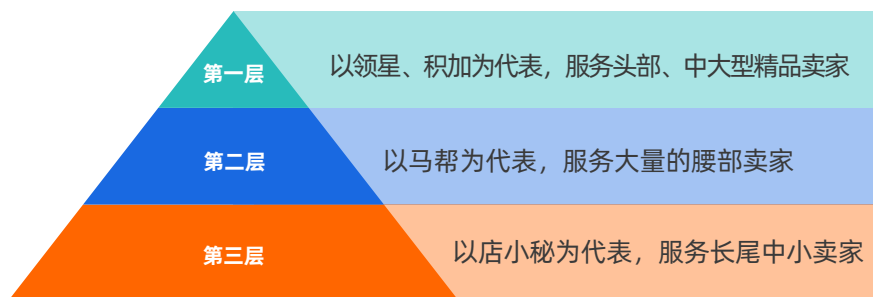 第一层
以领星、积加为代表，服务头部、中大型精品卖家
第二层
以马帮为代表，服务大量的腰部卖家
第三层
以店小秘为代表，服务长尾中小卖家